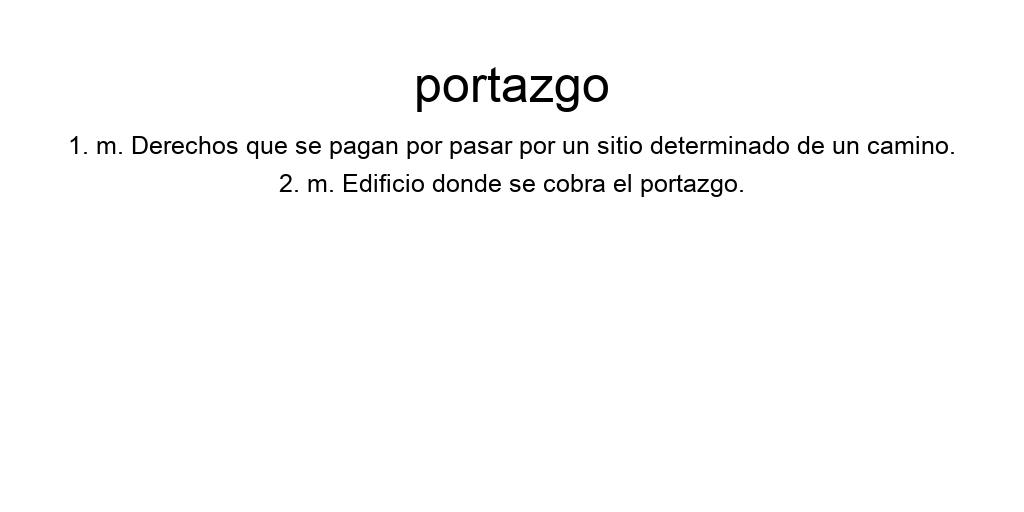 portazgo
1. m. Derechos que se pagan por pasar por un sitio determinado de un camino.
2. m. Edificio donde se cobra el portazgo.